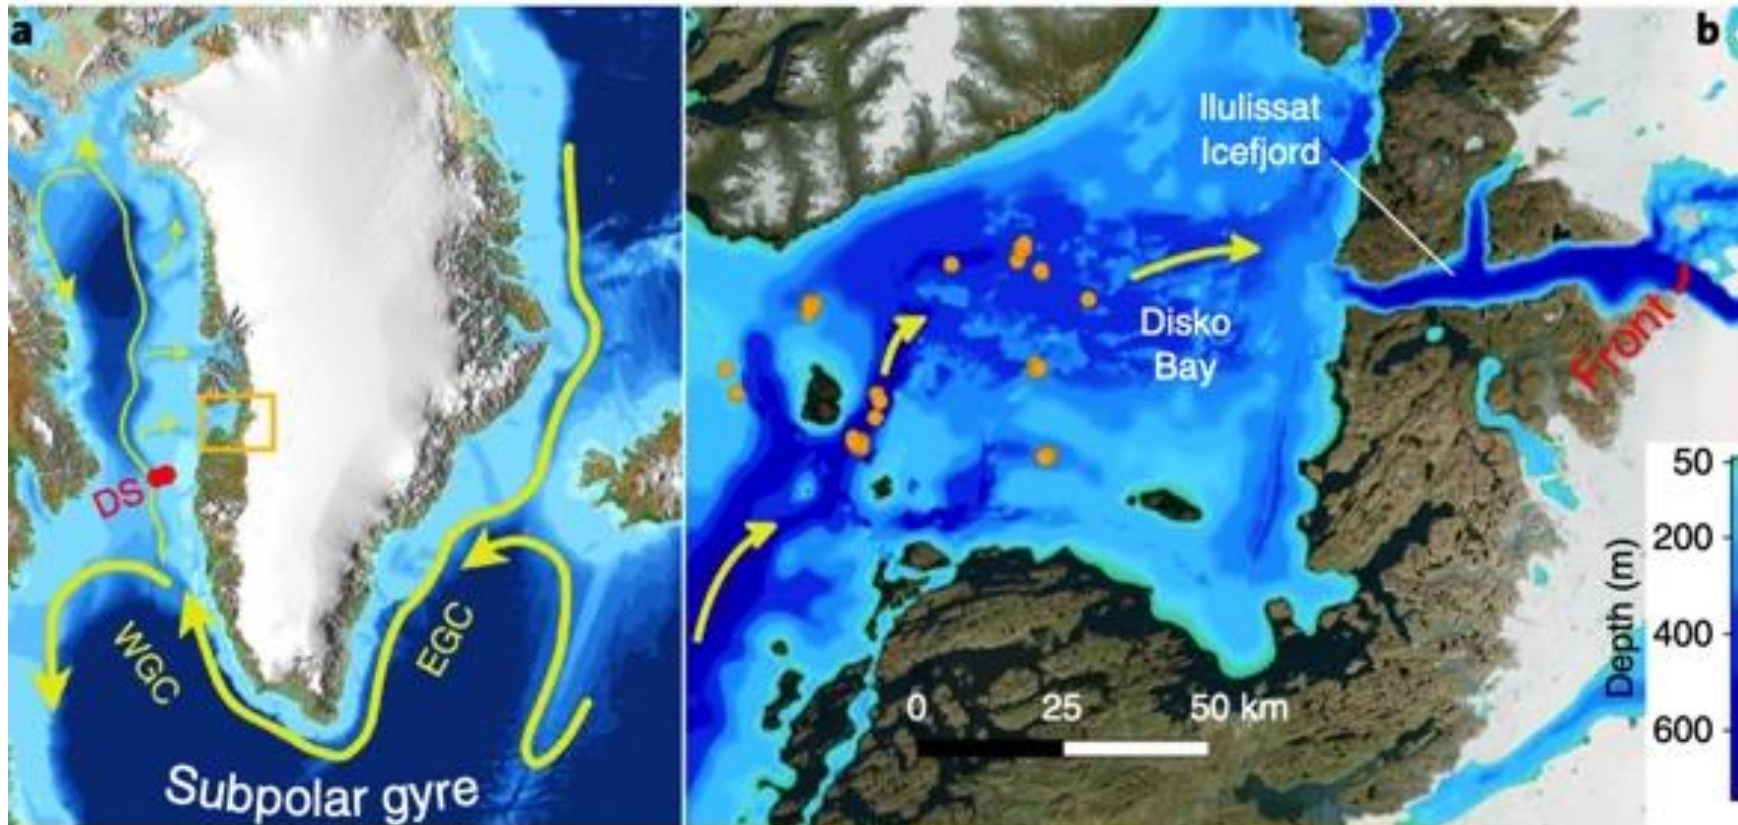 a
DS
WGC
EGC
Subpolar gyre
b
Ilulissat
Icefjord
Disko
Bay
Front
0 25 50 km
Depth (m)
50
200
400
600